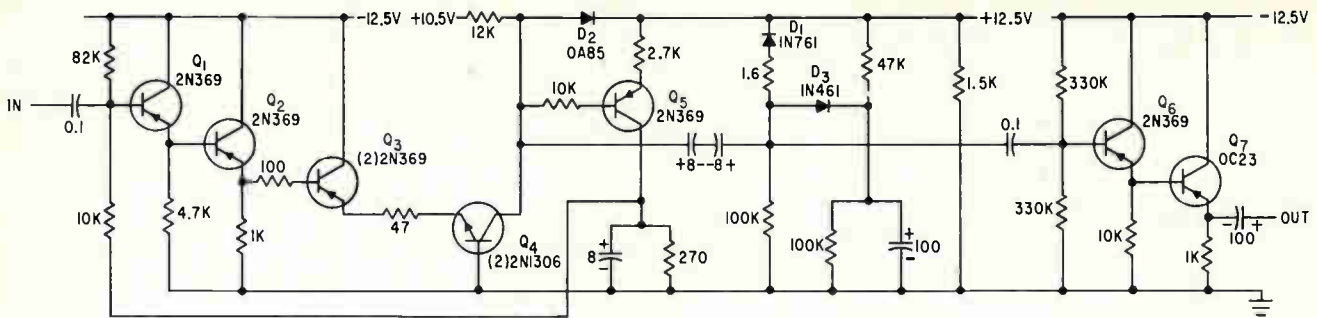 -12.5V
+10.5V
12K
D2
OA85
2.7K
D1
1N761
1.6
D3
1N461
47K
+12.5V
1.5K
330K
-12.5V
82K
Q1
2N369
Q2
2N369
IN
0.1
10K
Q5
2N369
Q3
(2)2N369
100
0.1
Q6
2N369
Q7
OC23
+8--8+
10K
4.7K
1K
47
Q4
(2)2N1306
8
+
-
270
100K
100K
+
100
-
330K
10K
1K
- +
100
OUT